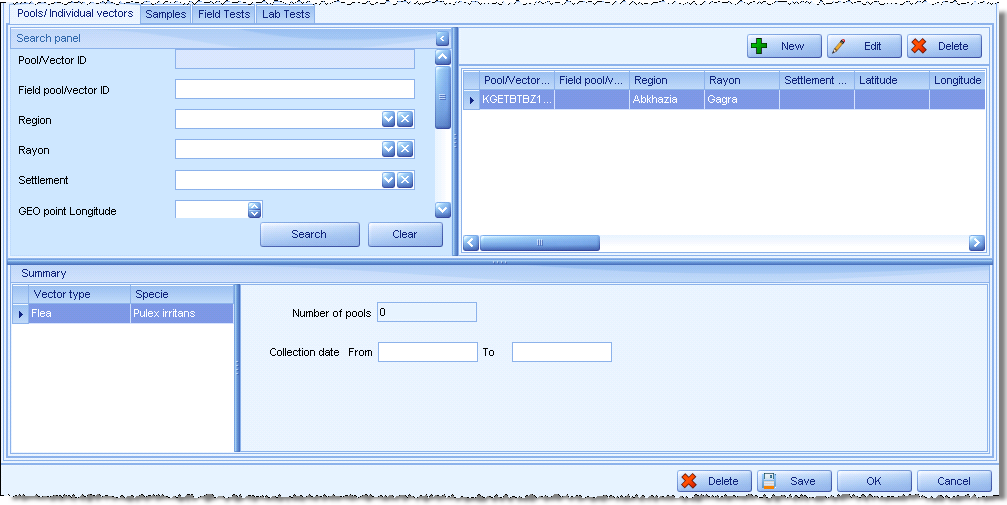 Pools/ Individual vectors Samples Field Tests Lab Tests
Search panel
New Edit Delete
Pool/Vector ID
Field pool/vector ID
Region
Rayon
Settlement
GEO point Longitude
Search Clear
Pool/Vector... Field pool/v... Region Rayon Settlement ... Latitude Longitude
KGETBTBZ1... Abkhazia Gagra
Summary
Vector type Specie
Flea Pulex irritans
Number of pools 0
Collection date From To
Delete Save OK Cancel